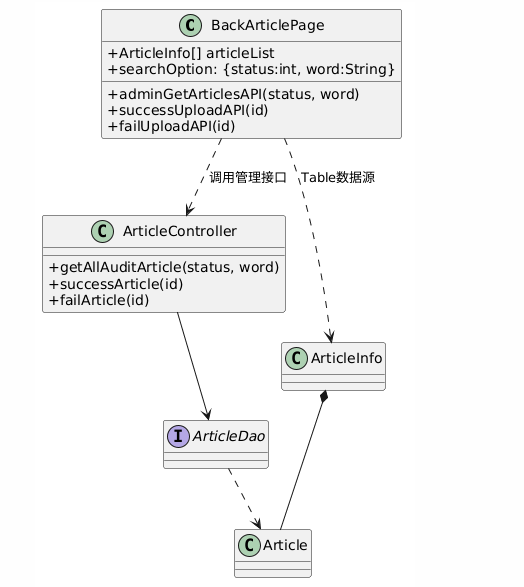 C BackArticlePage
+ArticleInfo[] articleList
+searchOption: {status:int, word:String}
+adminGetArticlesAPI(status, word)
+successUploadAPI(id)
+failUploadAPI(id)
调用管理接口
Table数据源
C ArticleController
+getAllAuditArticle(status, word)
+successArticle(id)
+failArticle(id)
C ArticleInfo
I ArticleDao
C Article